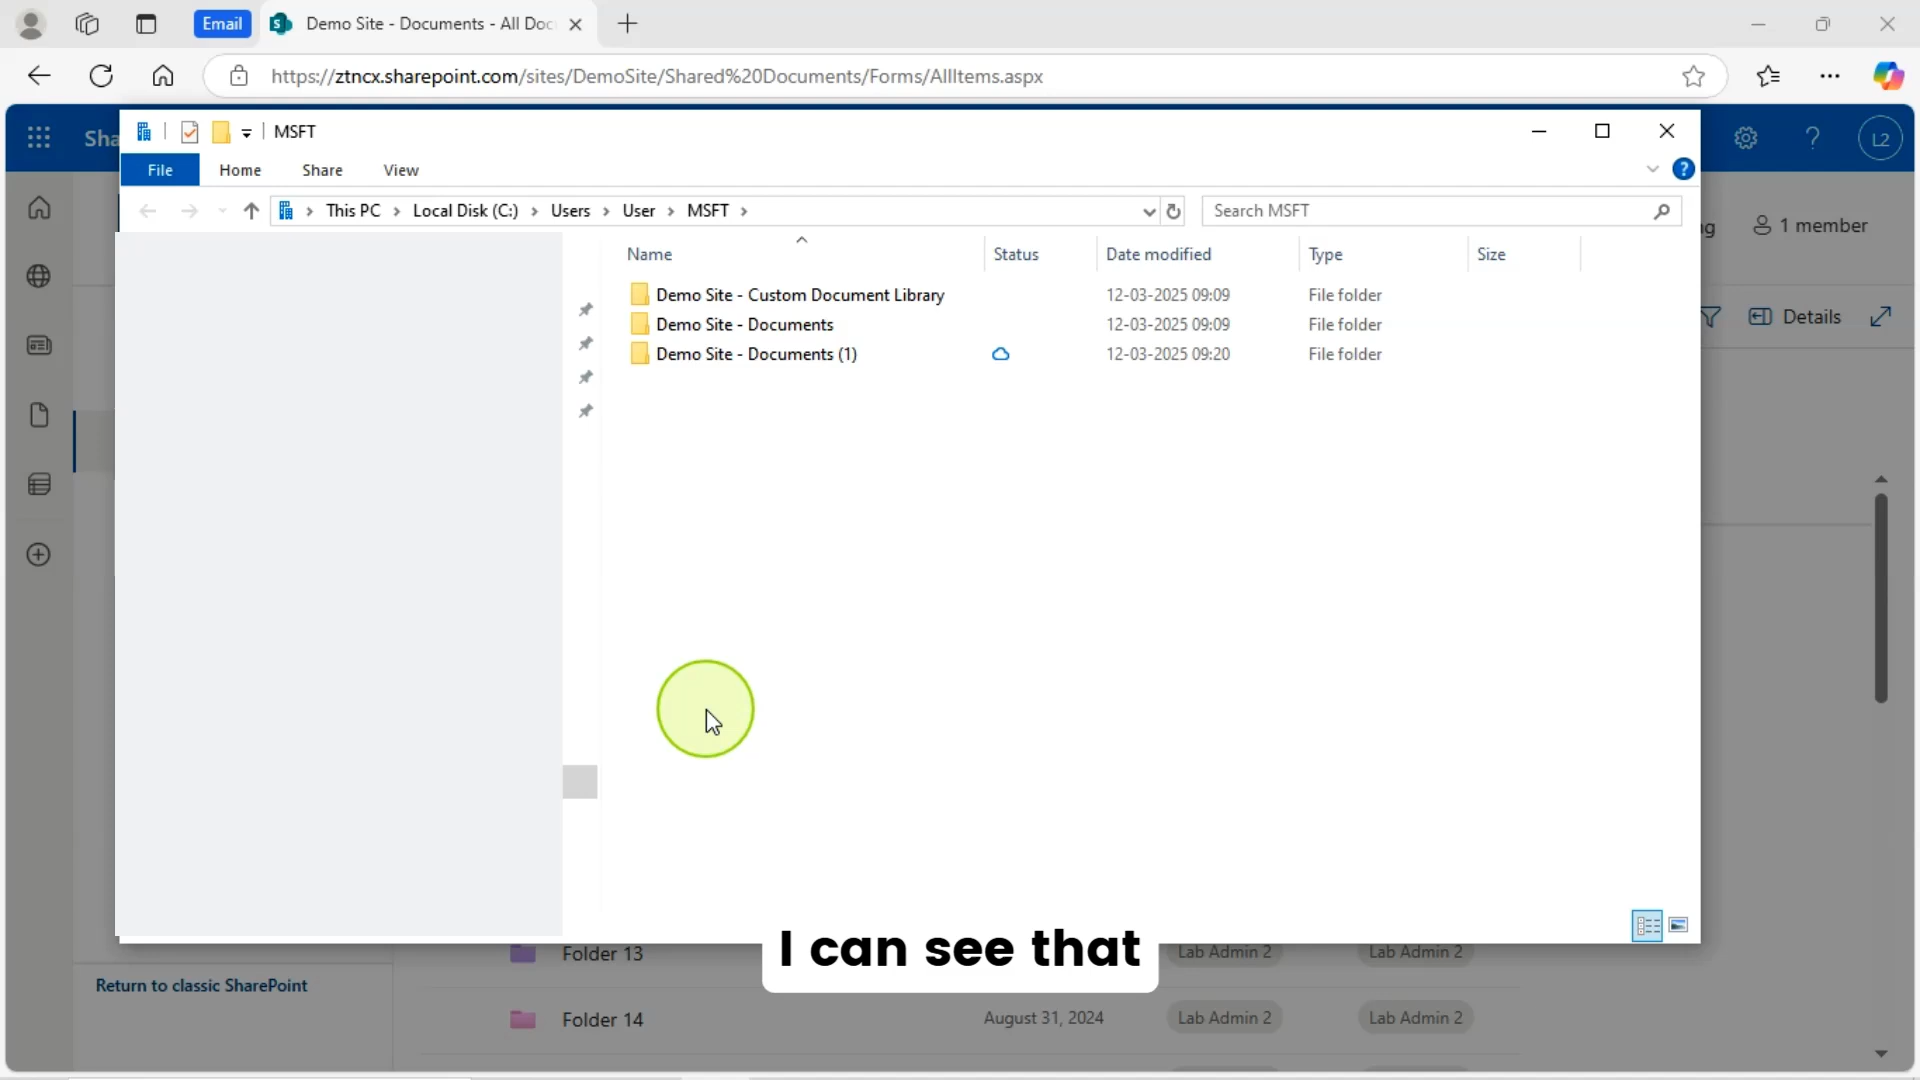 Email
Demo Site - Documents - All Doc
https://ztncx.sharepoint.com/sites/DemoSite/Shared%20Documents/Forms/AllItems.aspx
Sha
MSFT
L2
File
Home
Share
View
?
This PC > Local Disk (C:) > Users > User > MSFT >
Search MSFT
1 member
Name
Status
Date modified
Type
Size
Demo Site - Custom Document Library
12-03-2025 09:09
File folder
Demo Site - Documents
12-03-2025 09:09
File folder
Demo Site - Documents (1)
12-03-2025 09:20
File folder
Details
I can see that
Folder 13
Lab Admin 2
Lab Admin 2
Return to classic SharePoint
Folder 14
August 31, 2024
Lab Admin 2
Lab Admin 2